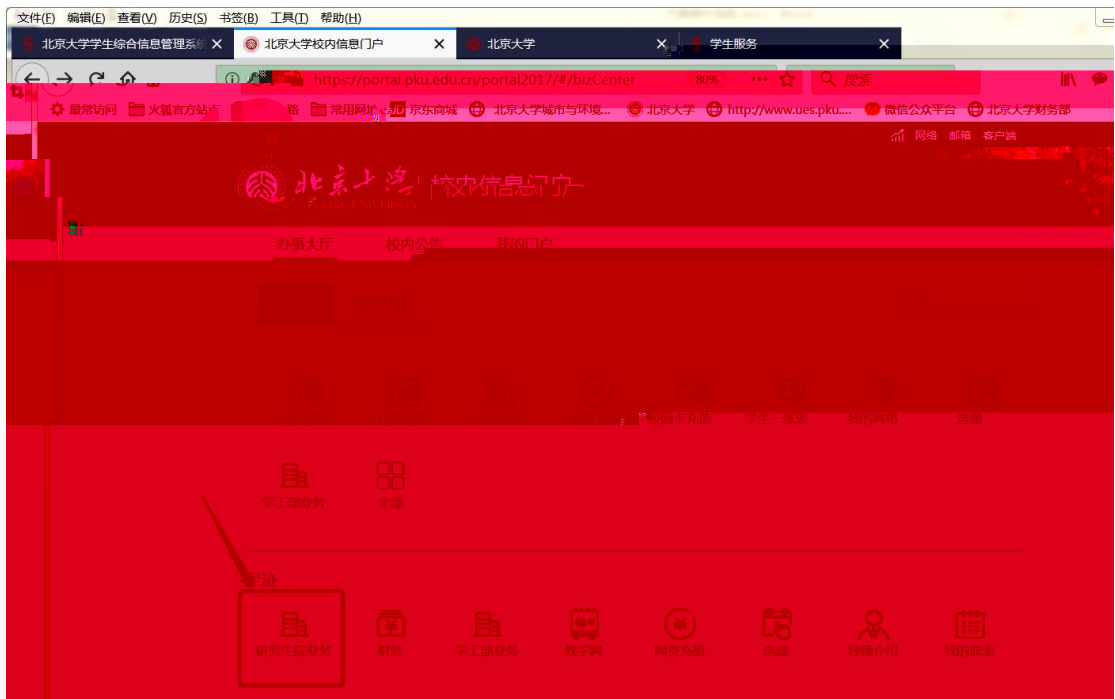 文件(F) 编辑(E) 查看(V) 历史(S) 书签(B) 工具(T) 帮助(H)
北京大学学生综合信息管理系统 北京大学校内信息门户 北京大学 学生服务
https://portal.pku.edu.cn/portal2017/#/bizCenter 80% 搜索
最常访问 火狐官方站点 常用网址 京东商城 北京大学城市与环境... 北京大学 http://www.ues.pku.... 微信公众平台 北京大学财务部
网络 邮箱 客户端
北京大学 校内信息门户
PEKING UNIVERSITY
办事大厅 校内公告 我的门户
校园卡充值 学生一张表 我的网络 选课
学工部业务 全部
足迹
研究生院业务 财务 学工部业务 教学网 网费充值 选课 导师介绍 我的课表